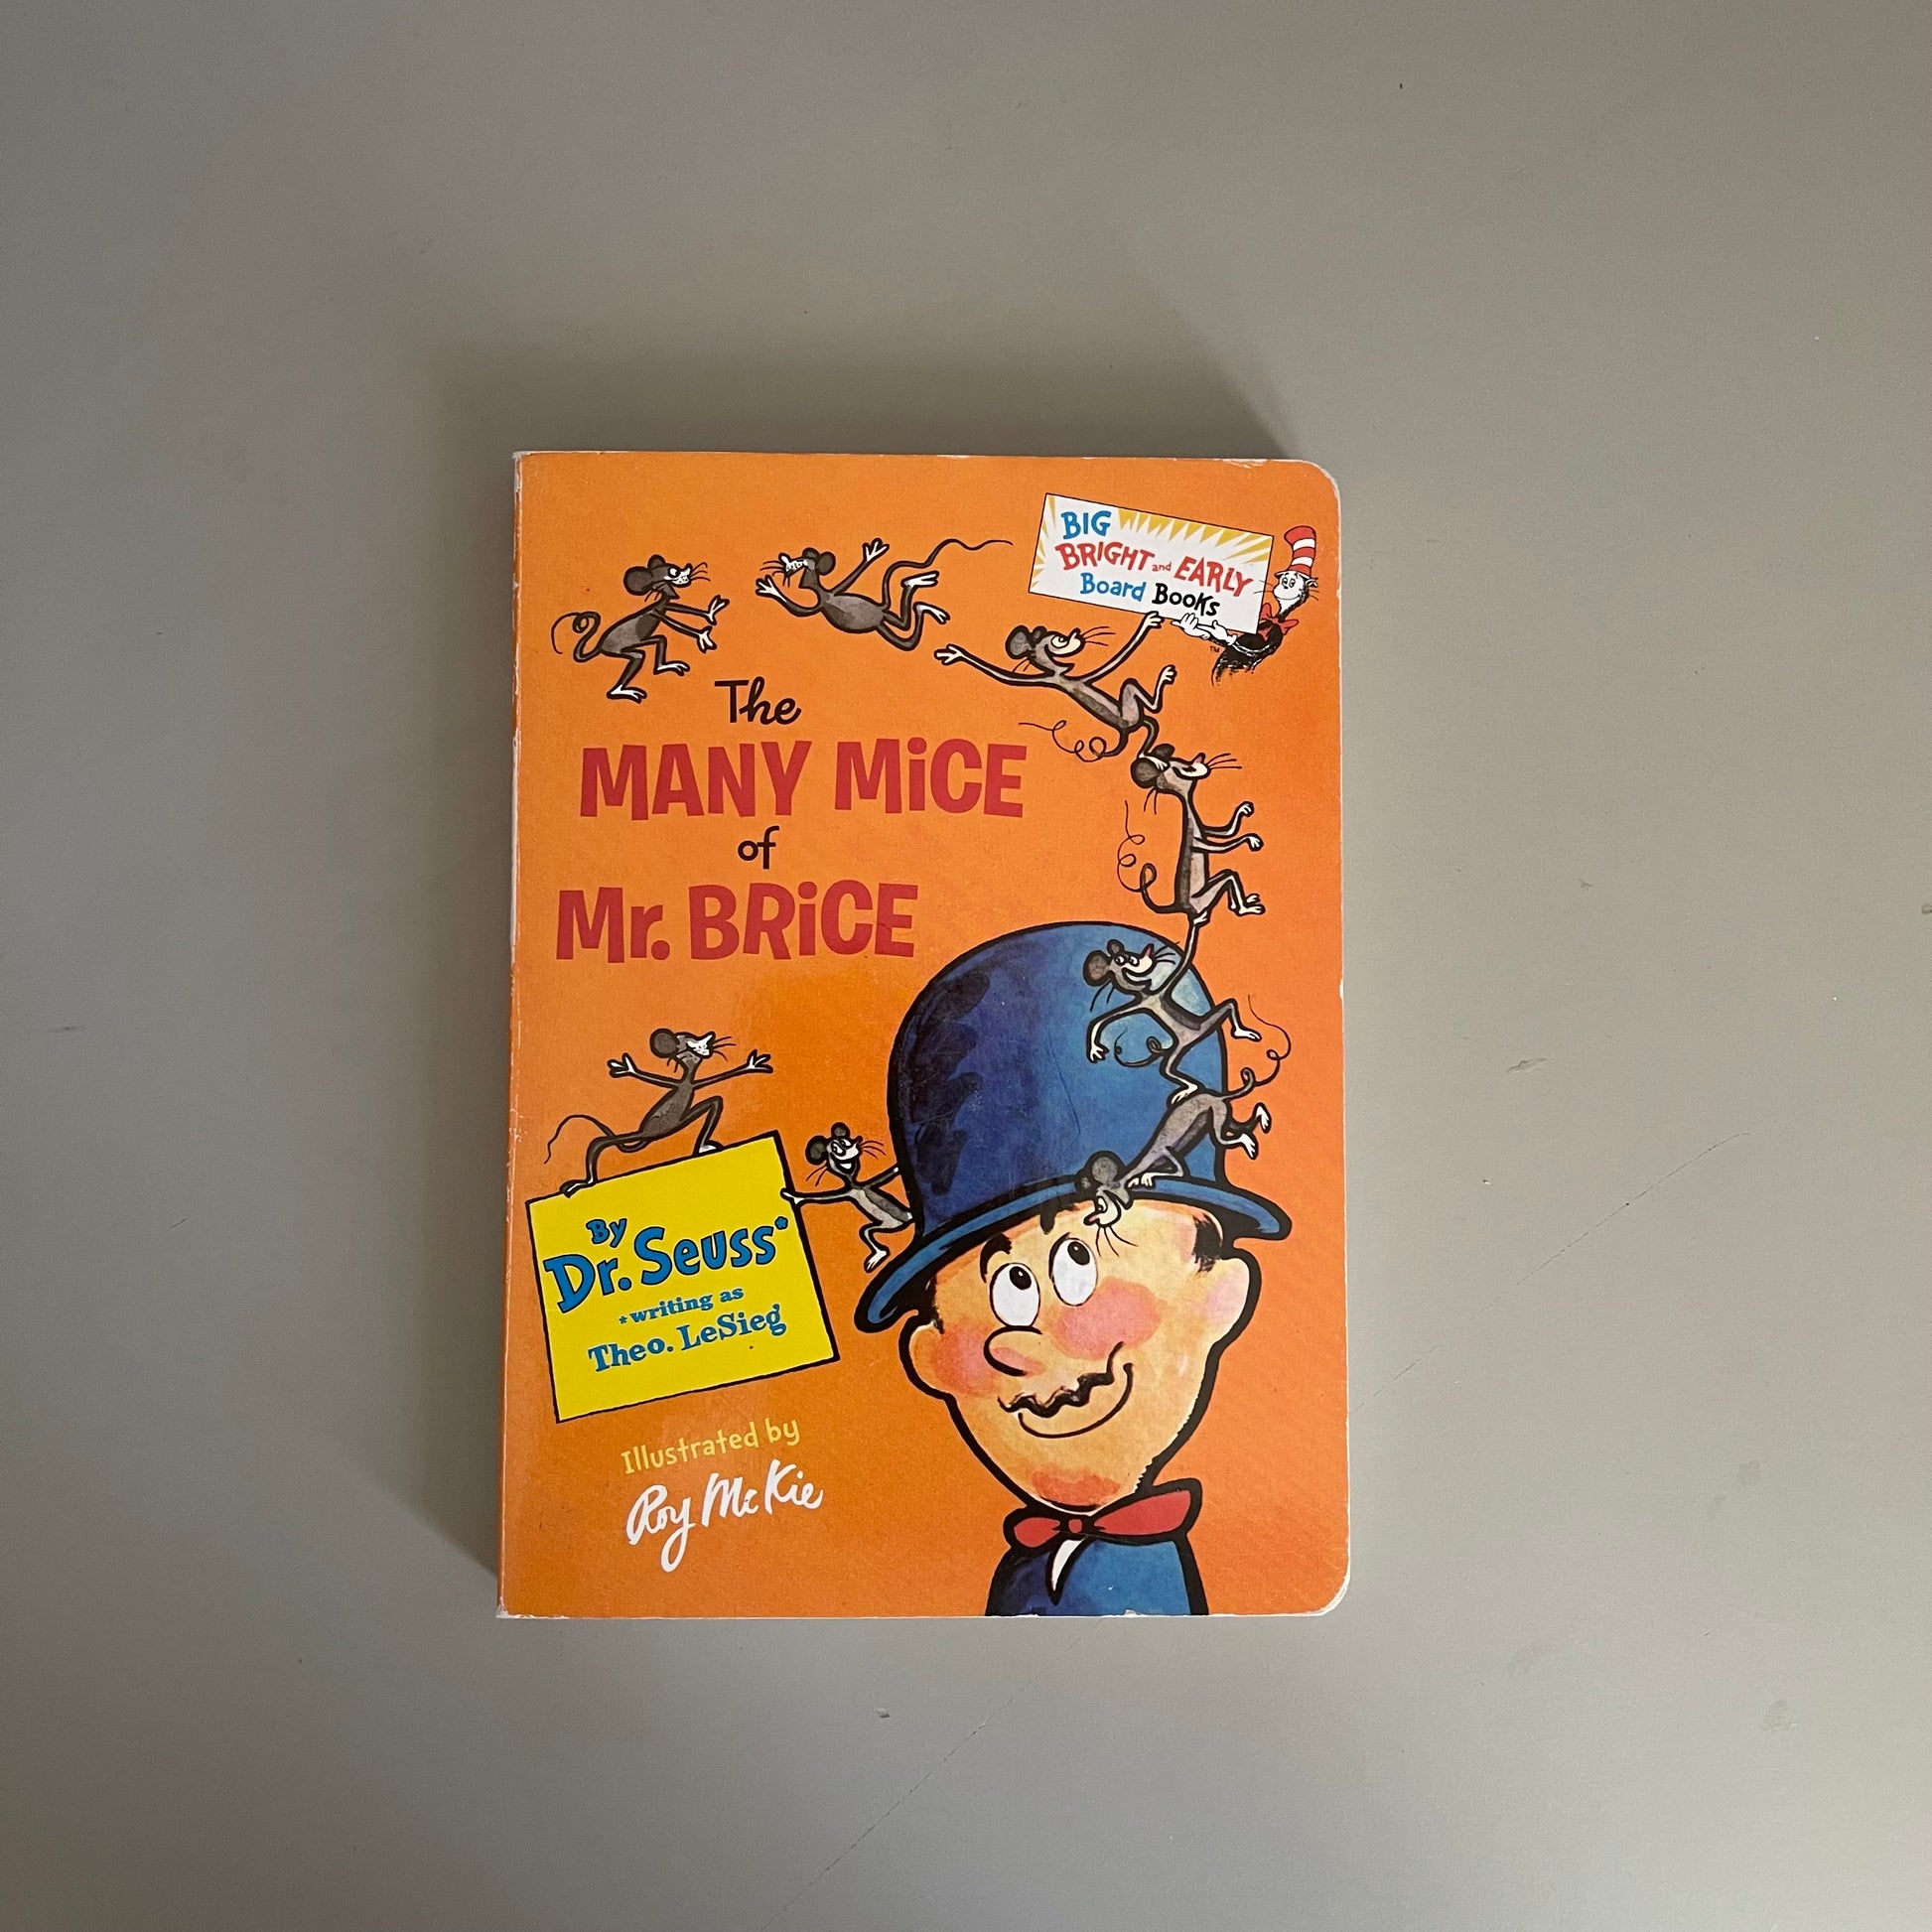 BIG
BRIGHT and EARLY
Board Books
TM
The
MANY MiCE
of
Mr. BRiCE
By
Dr. Seuss*
*writing as
Theo. LeSieg
Illustrated by
Roy McKie